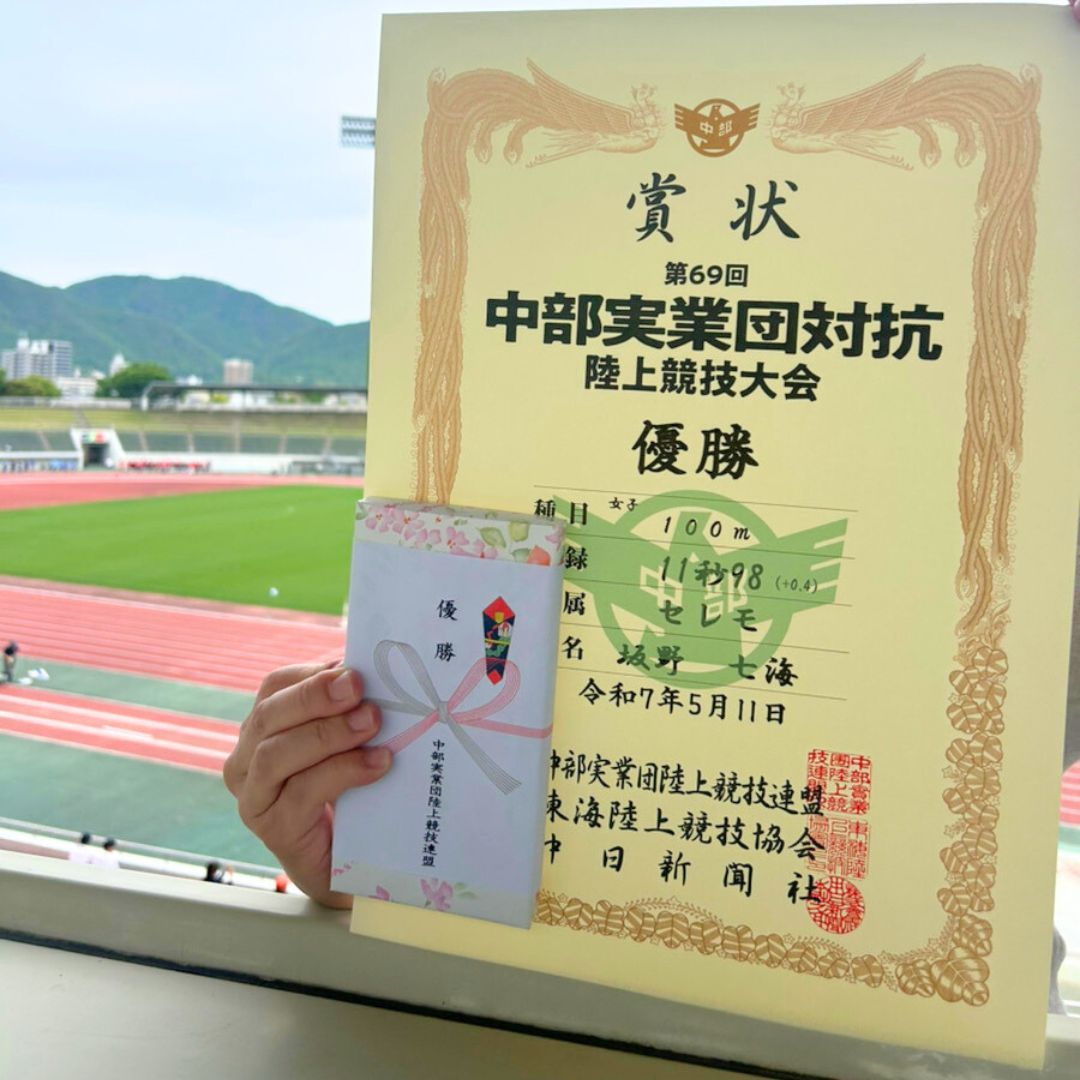 中部
賞状
第69回
中部実業団対抗
陸上競技大会
優勝
種目 女子 100m
録 11秒98 (+0.4)
属 セレモ
名 坂野 七海
令和7年5月11日
中部実業団陸上競技連盟
東海陸上競技協会
中日新聞社
中部
優勝
中部実業団陸上競技連盟